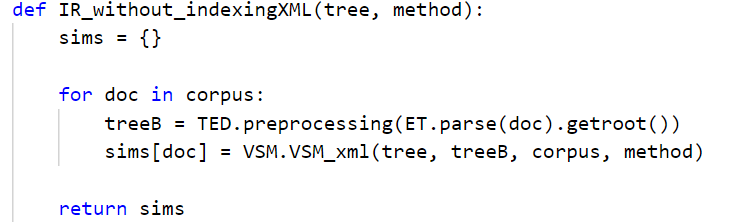 def IR_without_indexingXML(tree, method):
    sims = {}
    for doc in corpus:
        treeB = TED.preprocessing(ET.parse(doc).getroot())
        sims[doc] = VSM.VSM_xml(tree, treeB, corpus, method)
    return sims